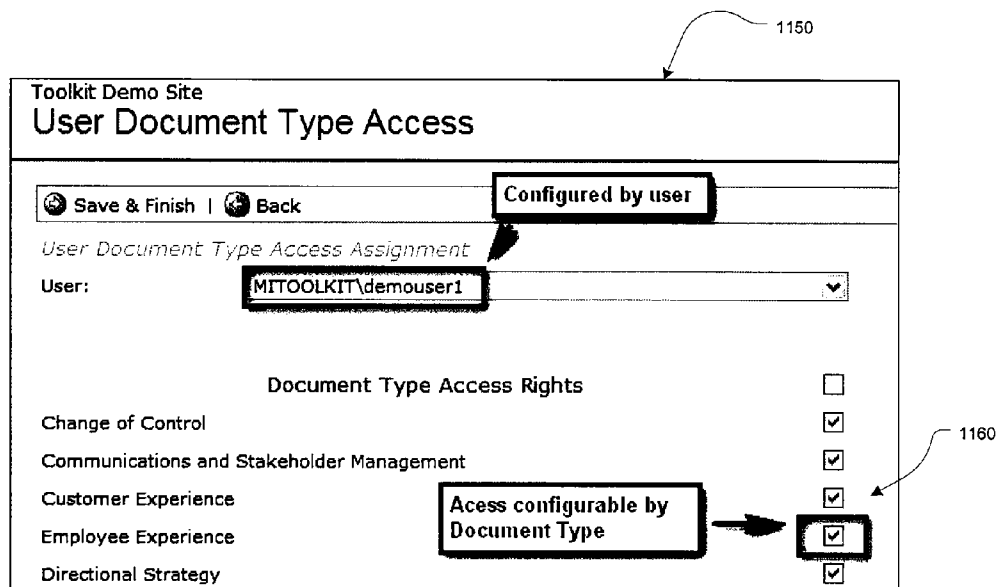 1150
Toolkit Demo Site
User Document Type Access
Save & Finish | Back
Configured by user
User Document Type Access Assignment
User: MITOOLKIT\demouser1
Document Type Access Rights
Change of Control
1160
Communications and Stakeholder Management
Customer Experience
Acess configurable by
Document Type
Employee Experience
Directional Strategy